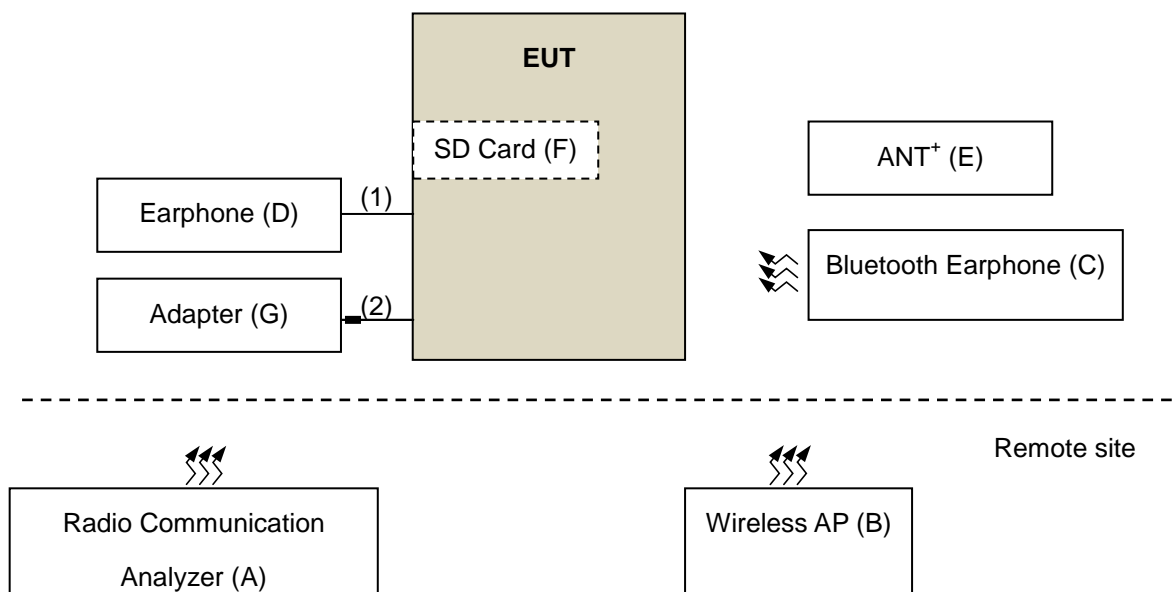 EUT
SD Card (F)
ANT+ (E)
Earphone (D)
(1)
Bluetooth Earphone (C)
Adapter (G)
(2)
Remote site
Radio Communication
Analyzer (A)
Wireless AP (B)